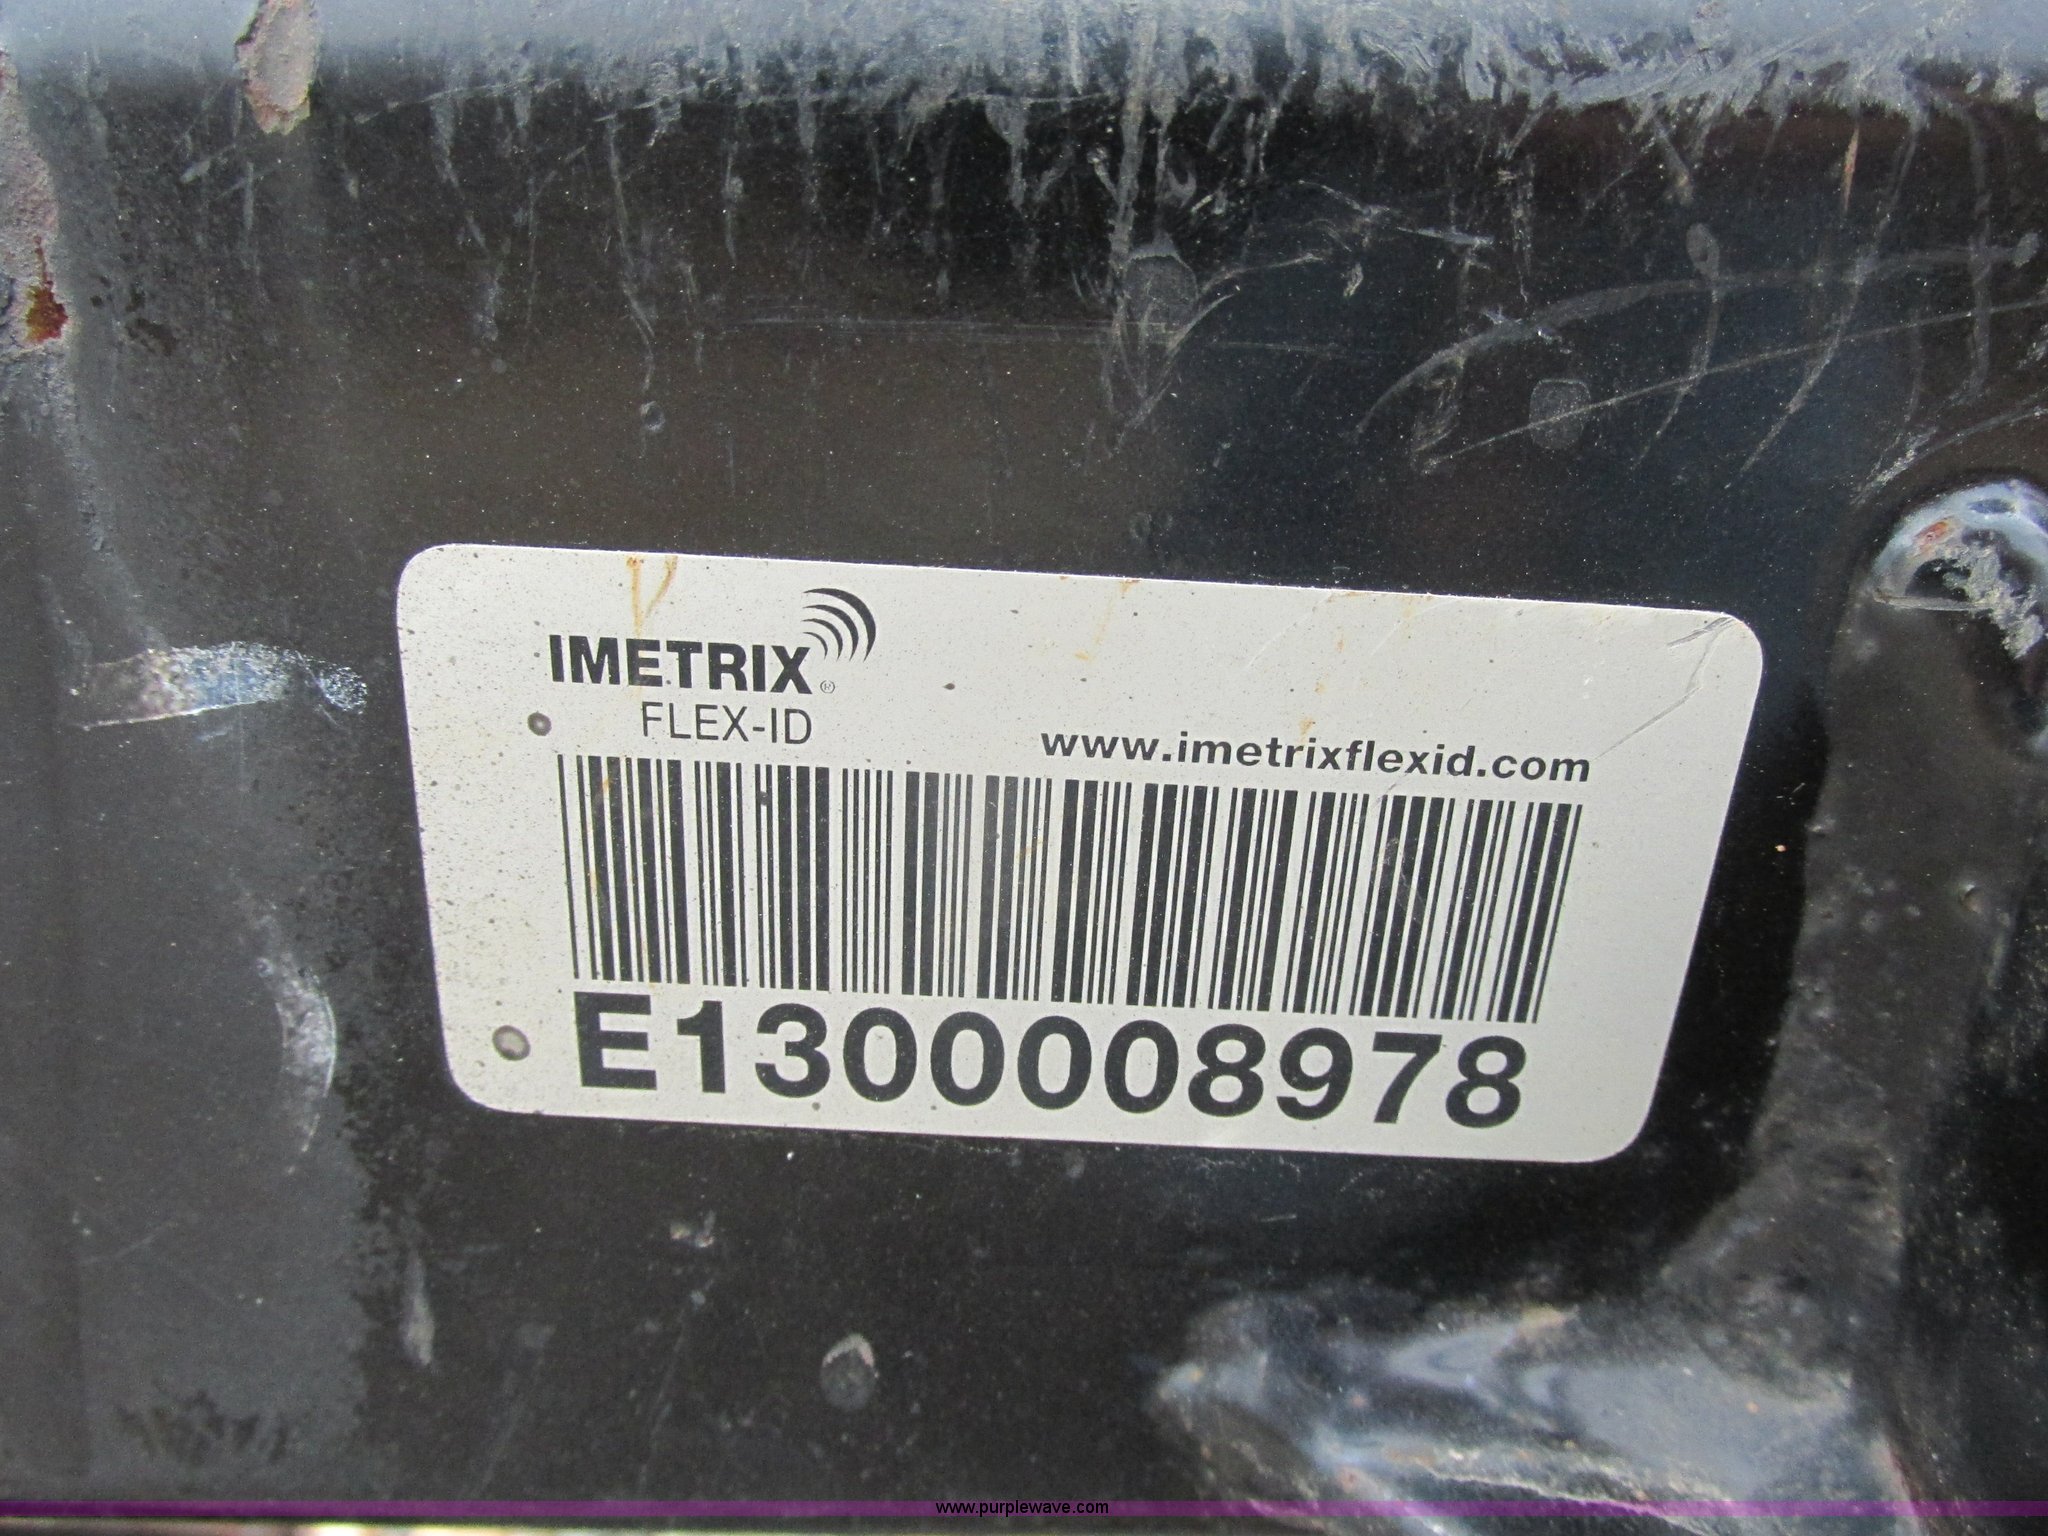 IMETRIX®
FLEX-ID
www.imetrixflexid.com
E1300008978
www.purplewave.com